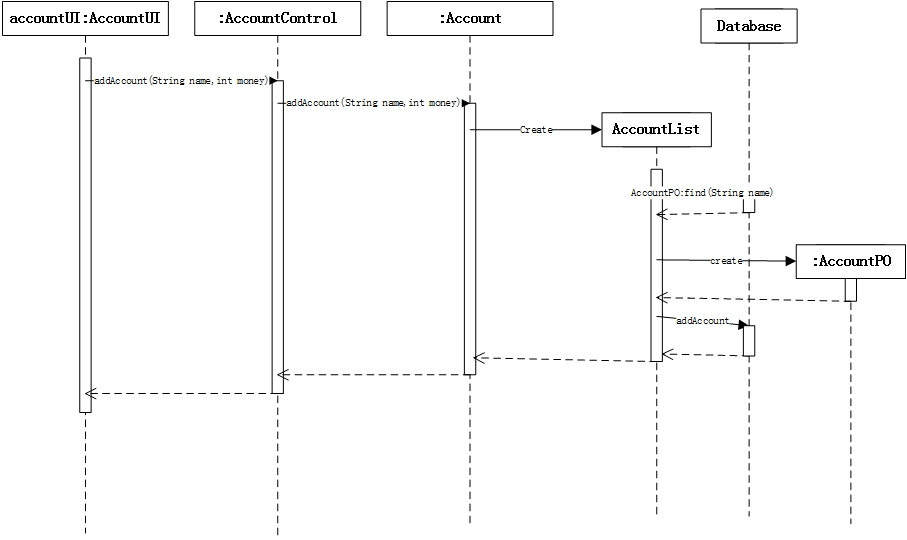 accountUI:AccountUI
:AccountControl
:Account
Database
addAccount(String name,int money)
addAccount(String name,int money)
Create
AccountList
AccountPO:find(String name)
create
:AccountPO
addAccount